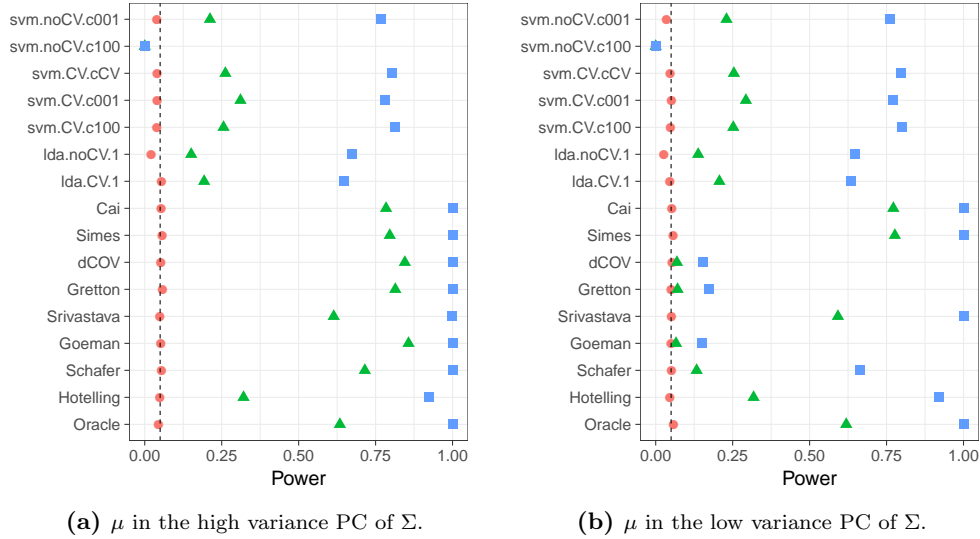 svm.noCV.c001
svm.noCV.c100
svm.CV.cCV
svm.CV.c001
svm.CV.c100
lda.noCV.1
lda.CV.1
Cai
Simes
dCOV
Gretton
Srivastava
Goeman
Schafer
Hotelling
Oracle
0.00 0.25 0.50 0.75 1.00
Power
(a) μ in the high variance PC of Σ.
svm.noCV.c001
svm.noCV.c100
svm.CV.cCV
svm.CV.c001
svm.CV.c100
lda.noCV.1
lda.CV.1
Cai
Simes
dCOV
Gretton
Srivastava
Goeman
Schafer
Hotelling
Oracle
0.00 0.25 0.50 0.75 1.00
Power
(b) μ in the low variance PC of Σ.